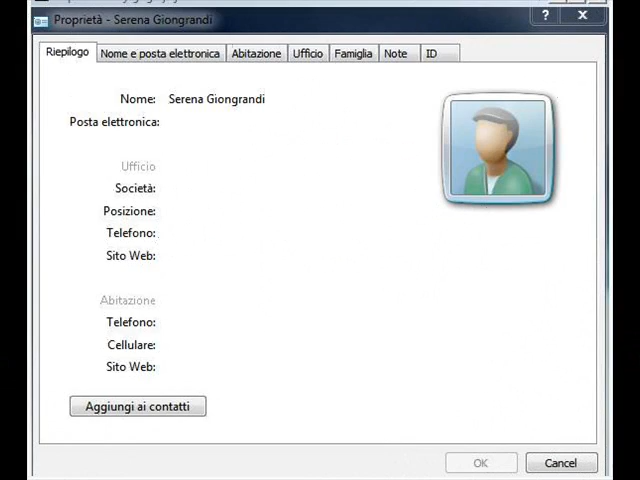 Proprietà - Serena Giongrandi
?
Riepilogo Nome e posta elettronica Abitazione Ufficio Famiglia Note ID
Nome: Serena Giongrandi
Posta elettronica:
Ufficio
Società:
Posizione:
Telefono:
Sito Web:
Abitazione
Telefono:
Cellulare:
Sito Web:
Aggiungi ai contatti
OK Cancel